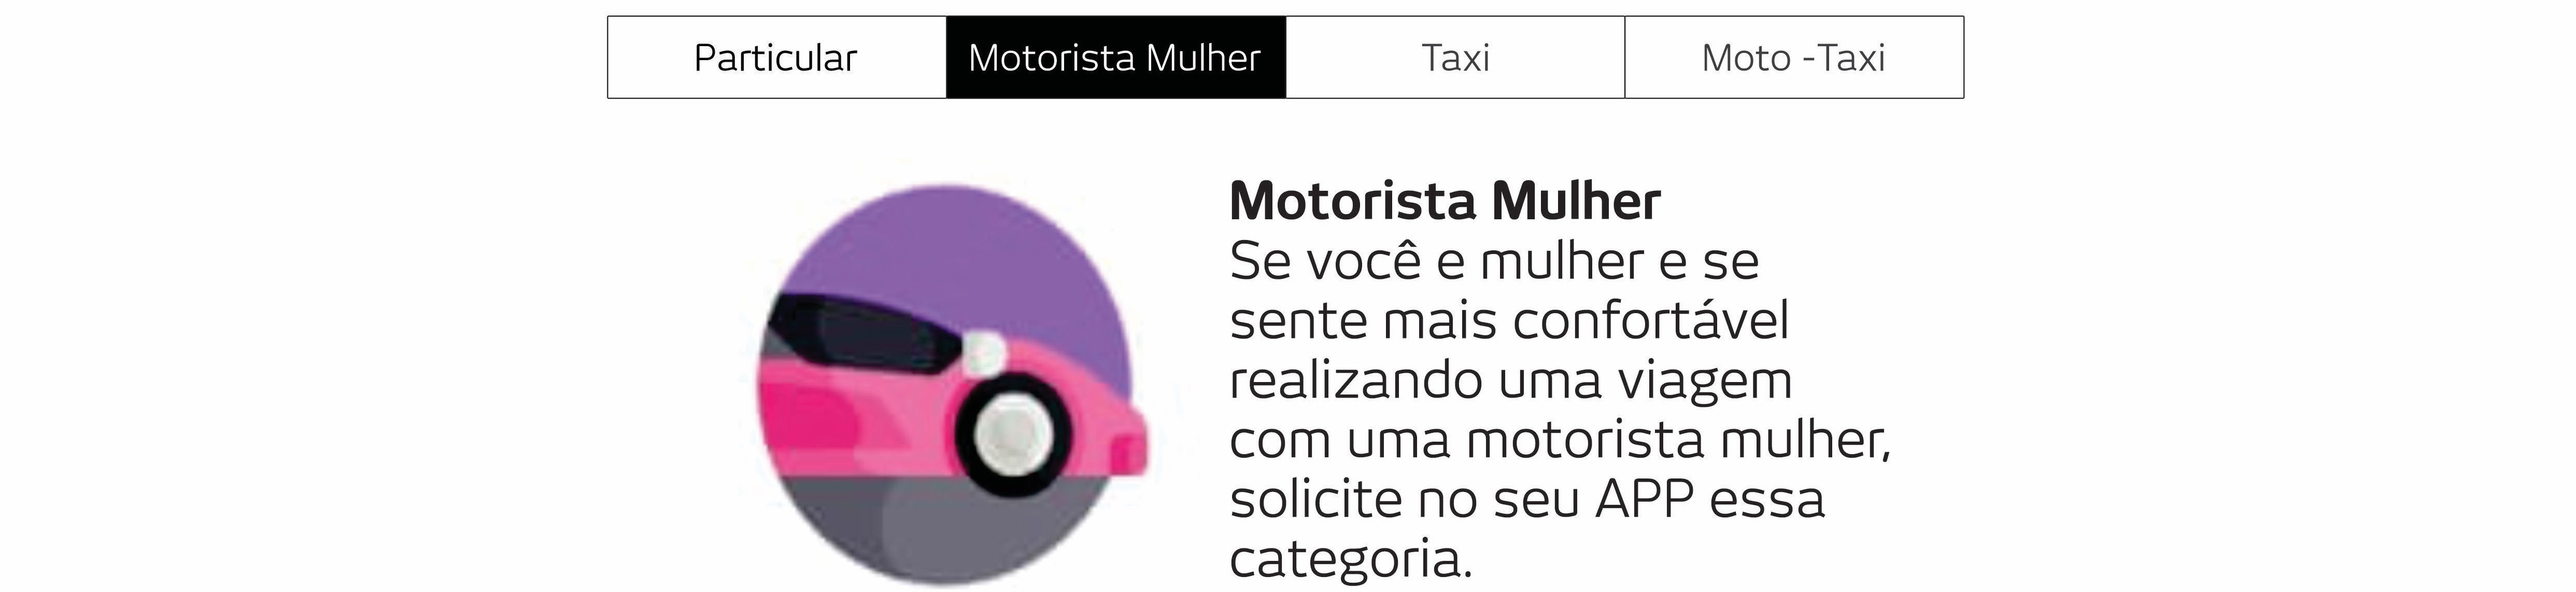 Particular
Motorista Mulher
Taxi
Moto -Taxi
Motorista Mulher
Se você e mulher e se
sente mais confortável
realizando uma viagem
com uma motorista mulher,
solicite no seu APP essa
categoria.